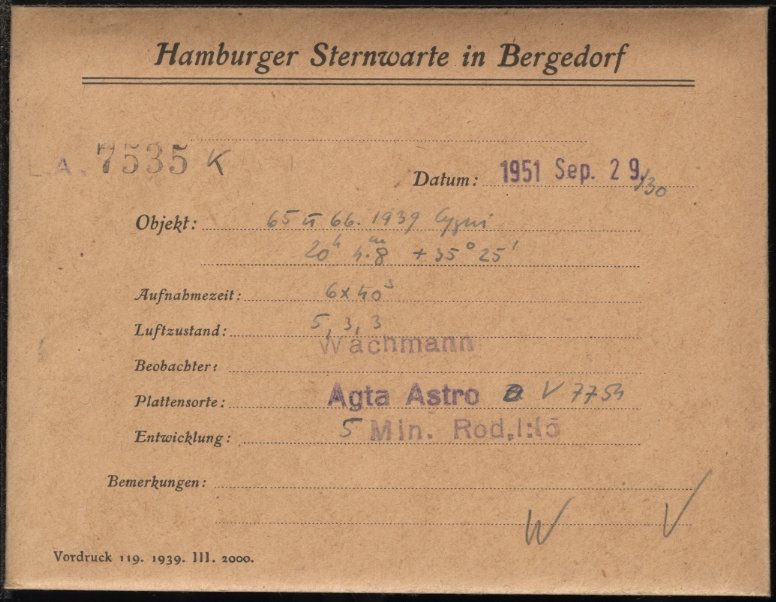 Hamburger Sternwarte in Bergedorf
L.A. 7535 K
Datum: 1951 Sep. 29./30
Objekt: 65 u 66. 1939 Cygni
20h 4.m8 +35° 25'
Aufnahmezeit: 6x40s
Luftzustand: 5, 3, 3
Wachmann
Beobachter:
Plattensorte: Agfa Astro V 7754
Entwicklung: 5 Min. Rod.1:15
Bemerkungen:
W V
Vordruck 119. 1939. III. 2000.